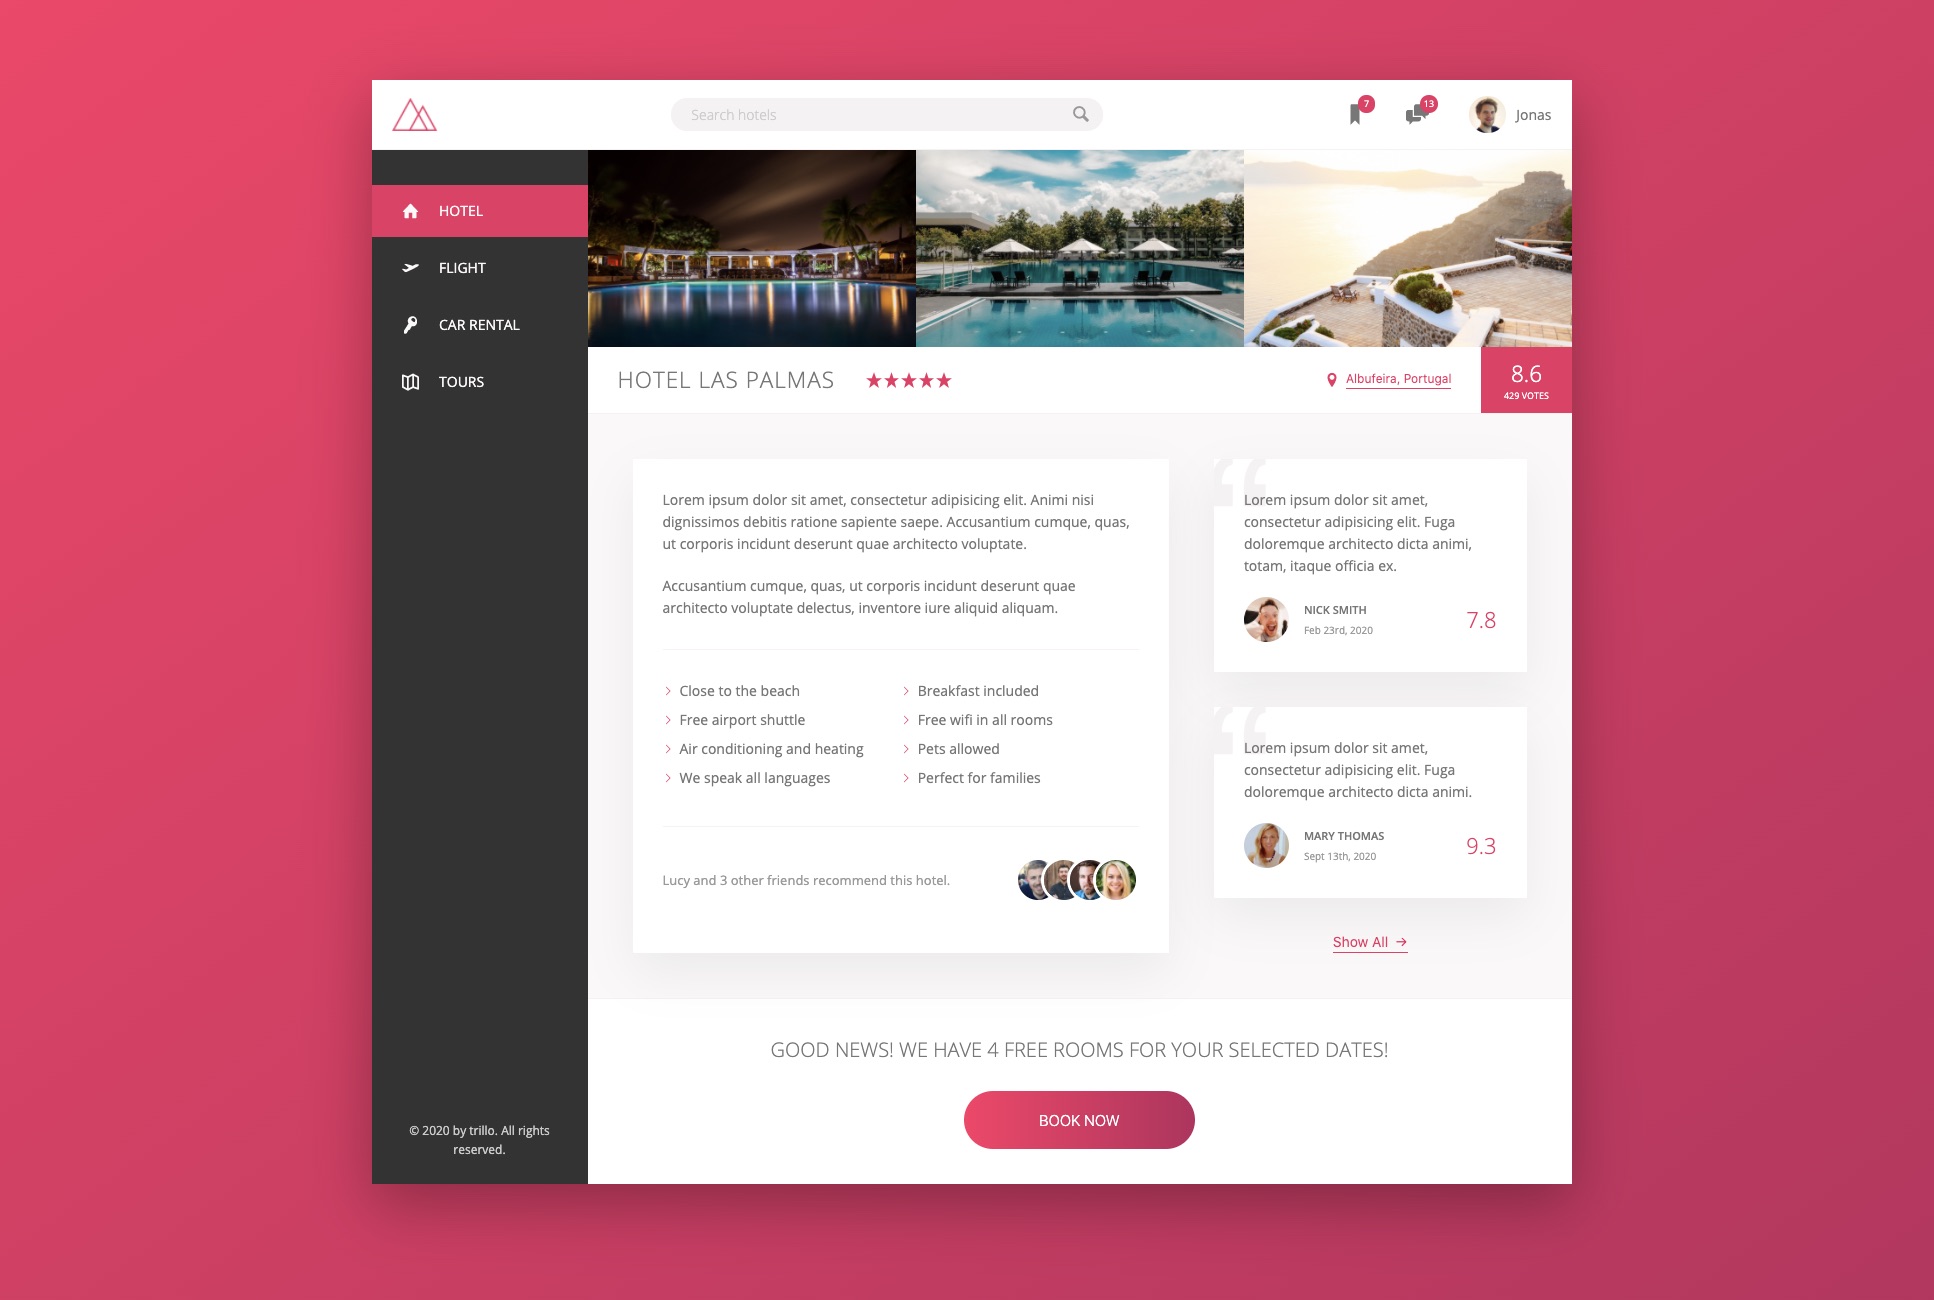 Search hotels
7
13
Jonas
HOTEL
FLIGHT
CAR RENTAL
TOURS
© 2020 by trillo. All rights
reserved.
HOTEL LAS PALMAS
Albufeira, Portugal
8.6
429 VOTES
Lorem ipsum dolor sit amet, consectetur adipisicing elit. Animi nisi
dignissimos debitis ratione sapiente saepe. Accusantium cumque, quas,
ut corporis incidunt deserunt quae architecto voluptate.
Accusantium cumque, quas, ut corporis incidunt deserunt quae
architecto voluptate delectus, inventore iure aliquid aliquam.
Close to the beach
Free airport shuttle
Air conditioning and heating
We speak all languages
Breakfast included
Free wifi in all rooms
Pets allowed
Perfect for families
Lucy and 3 other friends recommend this hotel.
“
Lorem ipsum dolor sit amet,
consectetur adipisicing elit. Fuga
doloremque architecto dicta animi,
totam, itaque officia ex.
NICK SMITH
Feb 23rd, 2020
7.8
“
Lorem ipsum dolor sit amet,
consectetur adipisicing elit. Fuga
doloremque architecto dicta animi.
MARY THOMAS
Sept 13th, 2020
9.3
Show All →
GOOD NEWS! WE HAVE 4 FREE ROOMS FOR YOUR SELECTED DATES!
BOOK NOW